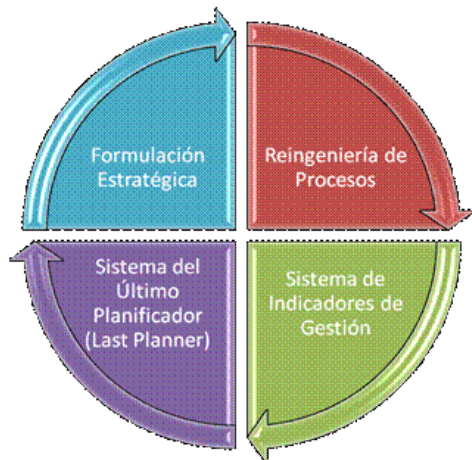 Formulación
Estratégica
Reingeniería de
Procesos
Sistema del
Último
Planificador
(Last Planner)
Sistema de
Indicadores de
Gestión